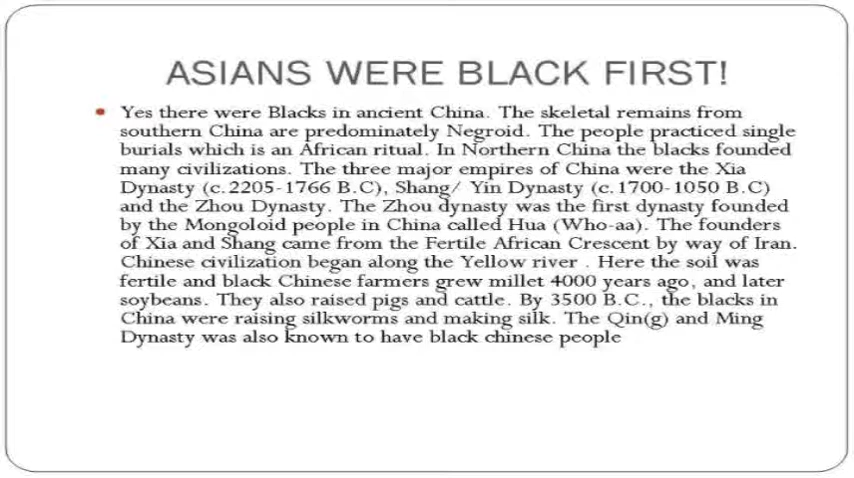 ASIANS WERE BLACK FIRST!
• Yes there were Blacks in ancient China. The skeletal remains from
southern China are predominately Negroid. The people practiced single
burials which is an African ritual. In Northern China the blacks founded
many civilizations. The three major empires of China were the Xia
Dynasty (c.2205-1766 B.C), Shang/ Yin Dynasty (c.1700-1050 B.C)
and the Zhou Dynasty. The Zhou dynasty was the first dynasty founded
by the Mongoloid people in China called Hua (Who-aa). The founders
of Xia and Shang came from the Fertile African Crescent by way of Iran.
Chinese civilization began along the Yellow river . Here the soil was
fertile and black Chinese farmers grew millet 4000 years ago, and later
soybeans. They also raised pigs and cattle. By 3500 B.C., the blacks in
China were raising silkworms and making silk. The Qin(g) and Ming
Dynasty was also known to have black chinese people